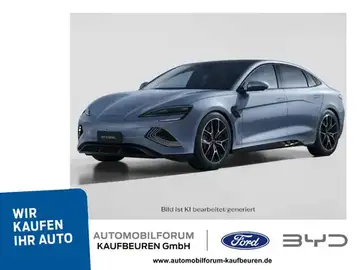 Bild ist KI bearbeitet/generiert
WIR
KAUFEN
IHR AUTO
AUTOMOBILFORUM
KAUFBEUREN GmbH
Ford
BYD
www.automobilforum-kaufbeuren.de